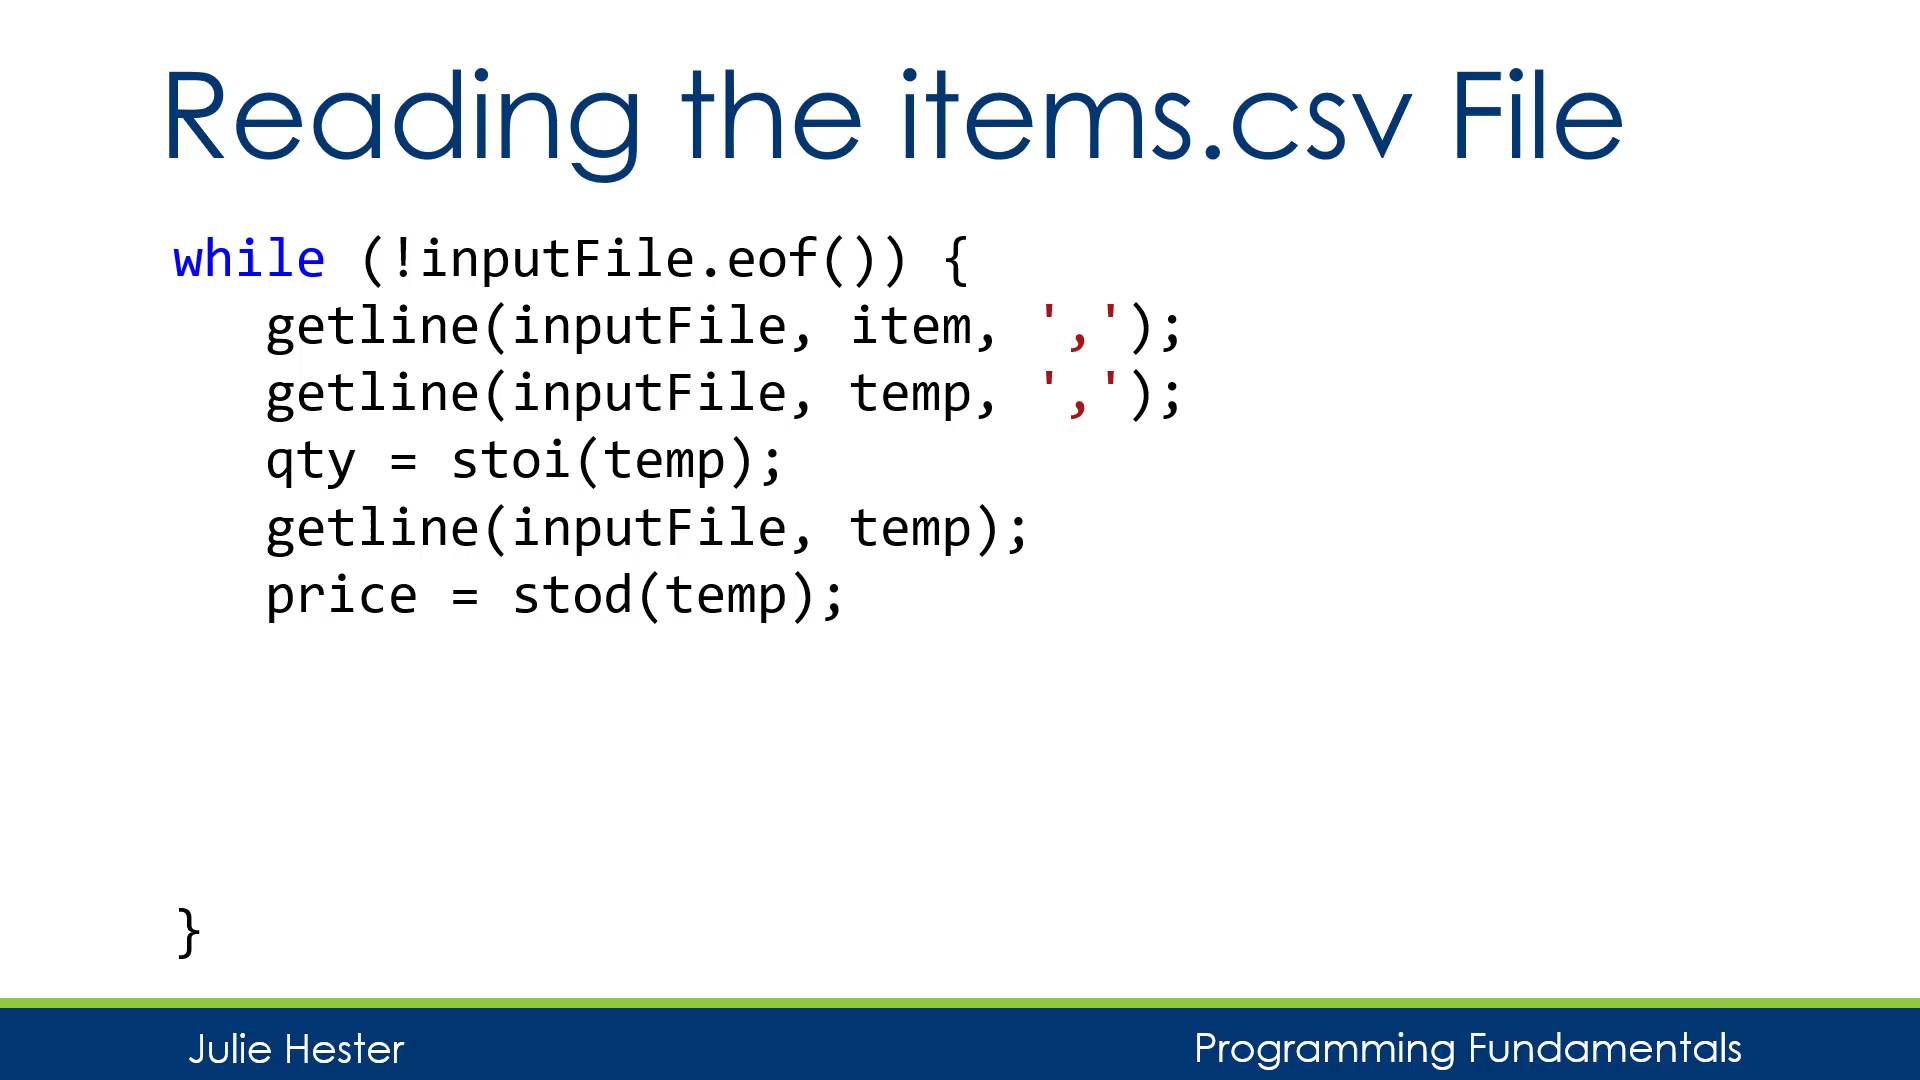 Reading the items.csv File
while (!inputFile.eof()) {
   getline(inputFile, item, ',');
   getline(inputFile, temp, ',');
   qty = stoi(temp);
   getline(inputFile, temp);
   price = stod(temp);
}
Julie Hester
Programming Fundamentals